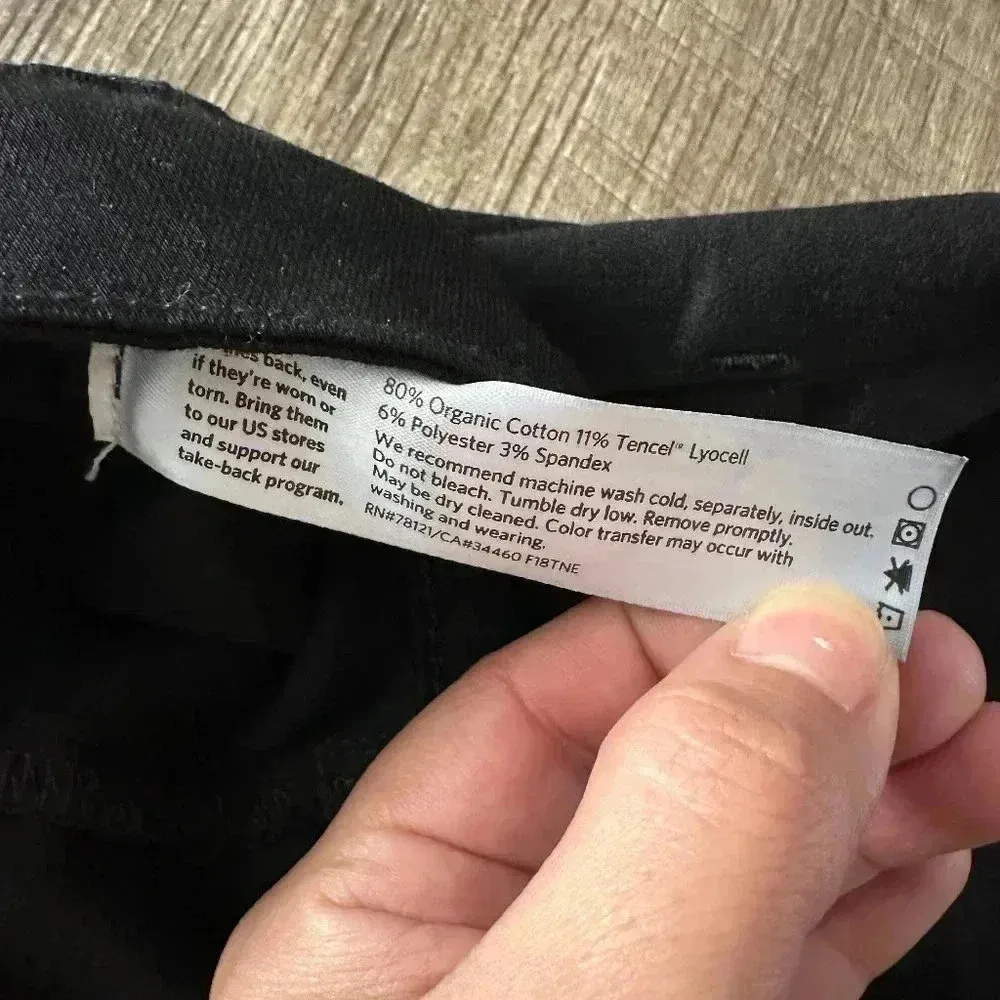 back, even
if they're worn or
torn. Bring them
to our US stores
and support our
take-back program.
80% Organic Cotton 11% Tencel™ Lyocell
6% Polyester 3% Spandex
We recommend machine wash cold, separately, inside out.
Do not bleach. Tumble dry low. Remove promptly.
May be dry cleaned. Color transfer may occur with
washing and wearing.
RN#78121/CA#34460 F18TNE